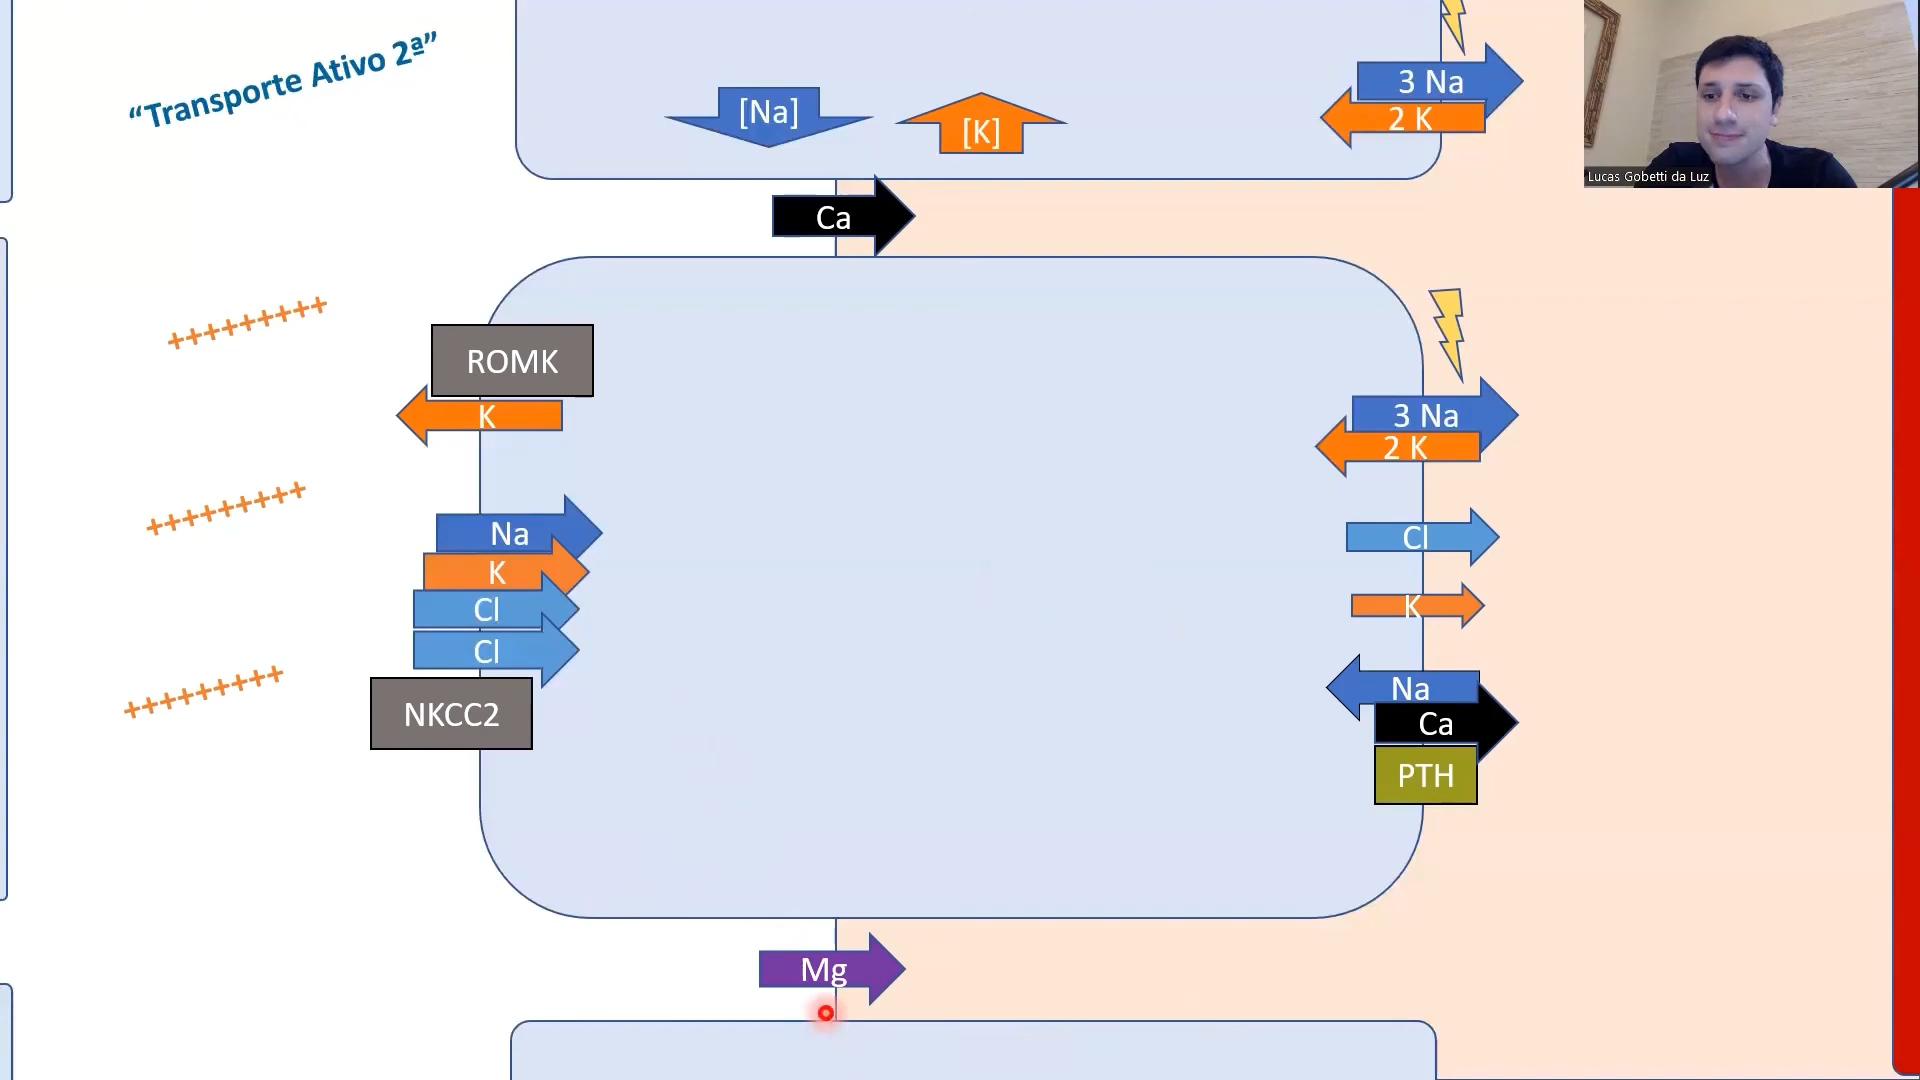 “Transporte Ativo 2ª”
[Na]
[K]
3 Na
2 K
Lucas Gobetti da Luz
Ca
+++++++++
ROMK
K
3 Na
2 K
+++++++++
Na
K
Cl
Cl
NKCC2
Cl
K
+++++++++
Na
Ca
PTH
Mg